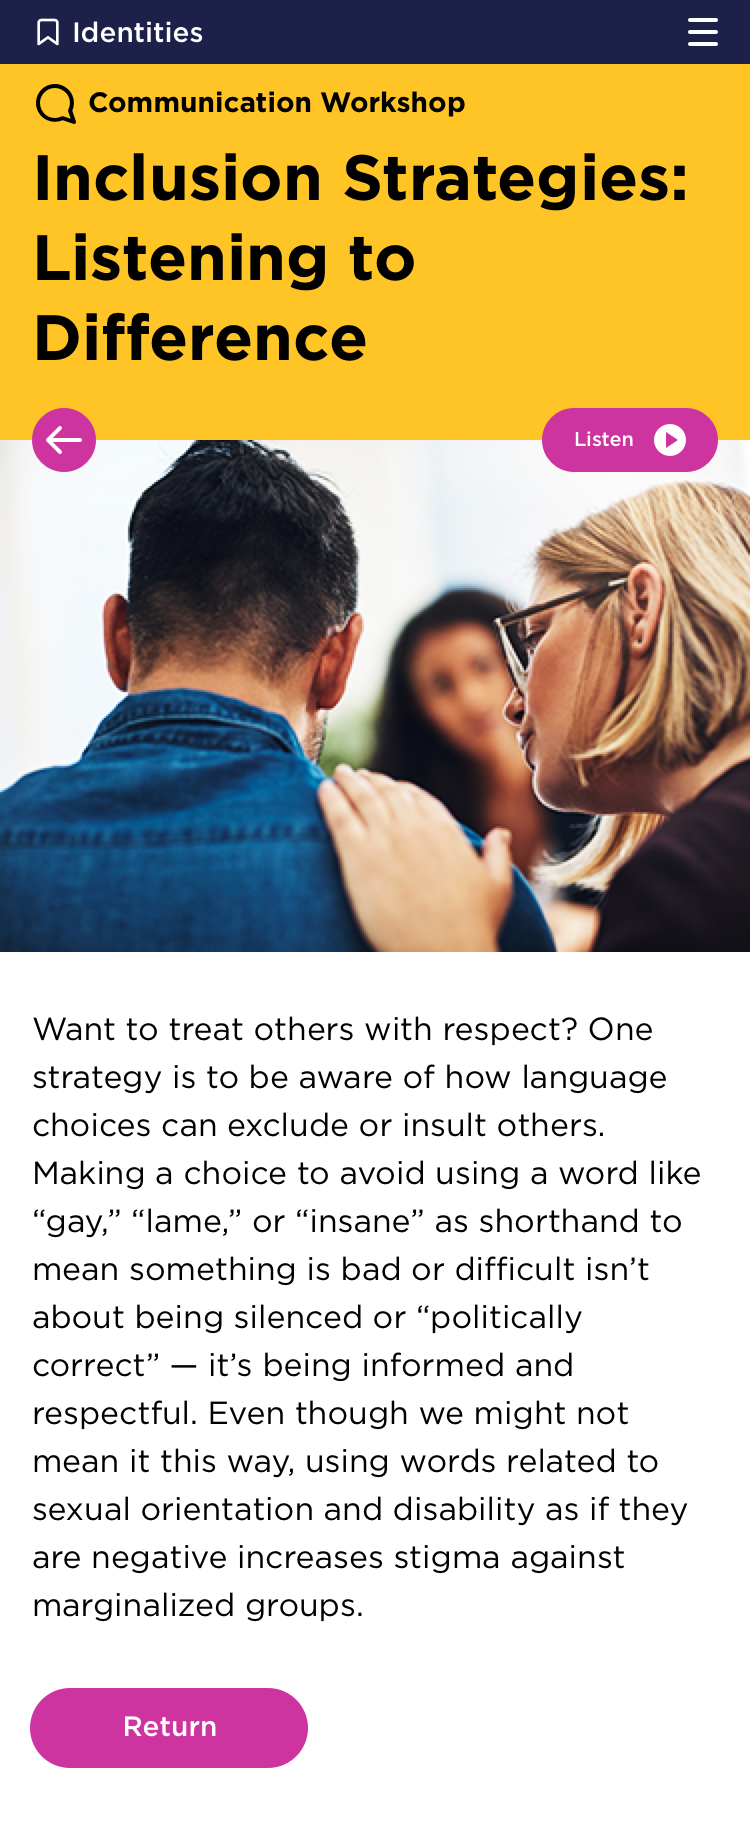 Identities
Communication Workshop
Inclusion Strategies:
Listening to
Difference
Listen
Want to treat others with respect? One
strategy is to be aware of how language
choices can exclude or insult others.
Making a choice to avoid using a word like
“gay,” “lame,” or “insane” as shorthand to
mean something is bad or difficult isn’t
about being silenced or “politically
correct” — it’s being informed and
respectful. Even though we might not
mean it this way, using words related to
sexual orientation and disability as if they
are negative increases stigma against
marginalized groups.
Return